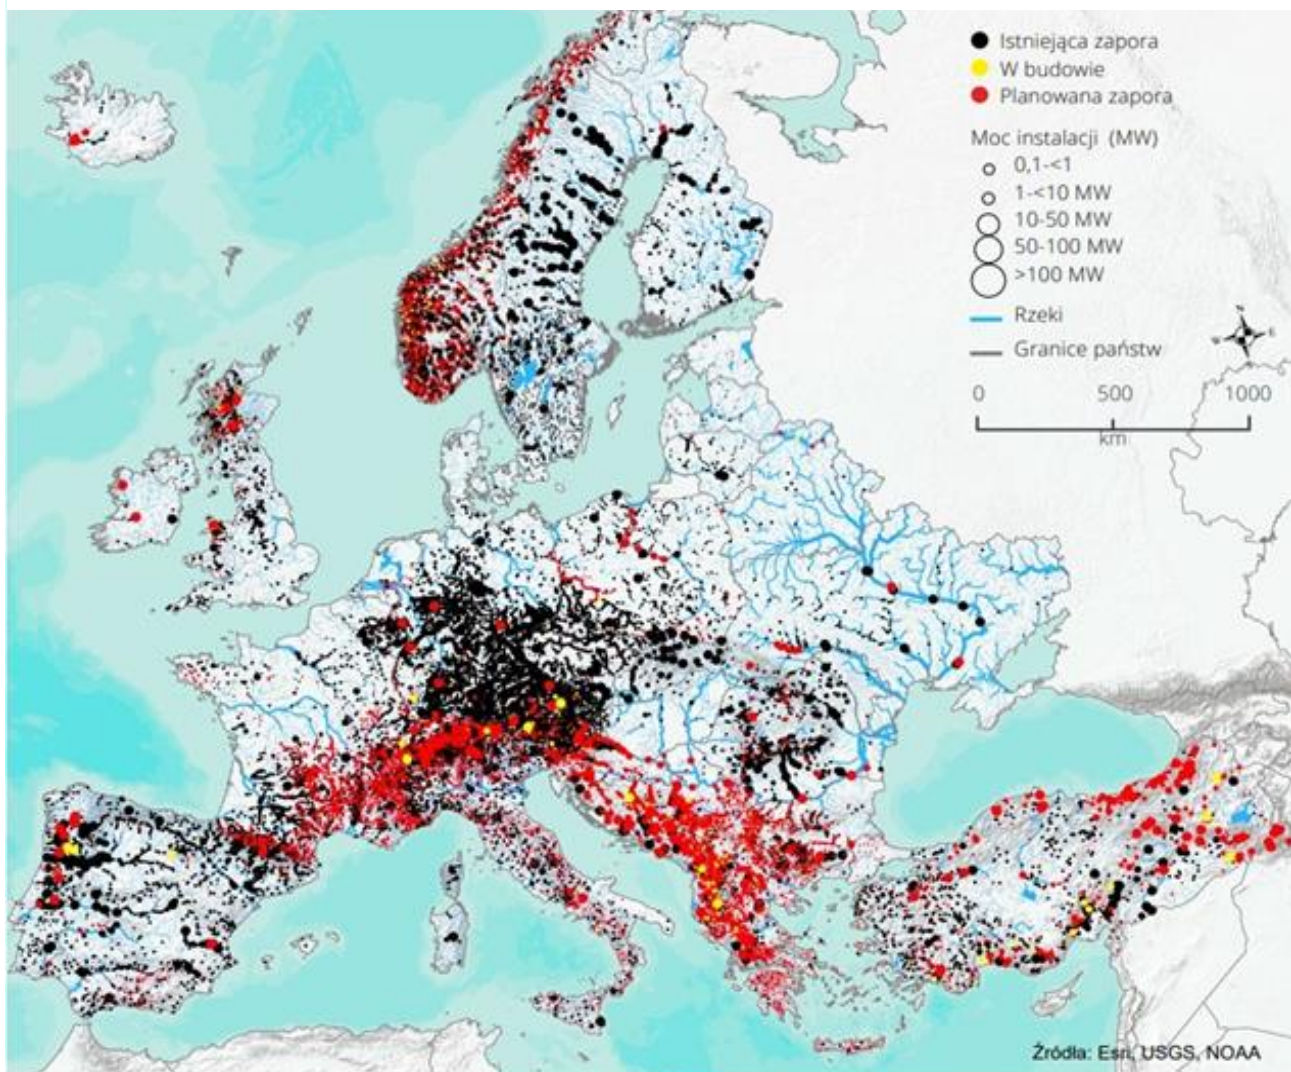 Istniejąca zapora
W budowie
Planowana zapora
Moc instalacji (MW)
0,1-<1
1-<10 MW
10-50 MW
50-100 MW
>100 MW
Rzeki
Granice państw
N
W E
S
0 500 1000
km
Źródła: Esri, USGS, NOAA